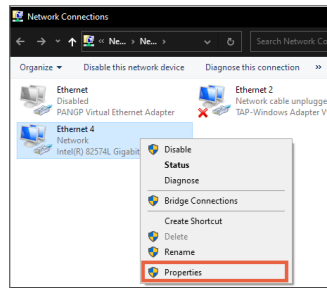 Network Connections
« Ne... › Ne... ›
Search Network Co
Organize
Disable this network device
Diagnose this connection
»
Ethernet
Disabled
PANGP Virtual Ethernet Adapter
Ethernet 2
Network cable unplugge
TAP-Windows Adapter V
Ethernet 4
Network
Intel(R) 82574L Gigabit
Disable
Status
Diagnose
Bridge Connections
Create Shortcut
Delete
Rename
Properties